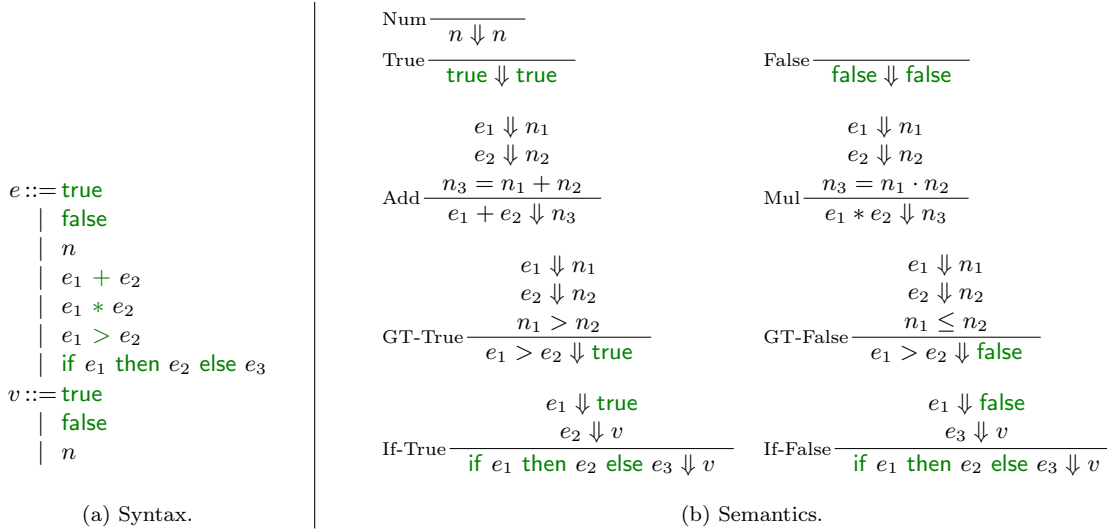 e ::= true
| false
| n
| e₁ + e₂
| e₁ * e₂
| e₁ > e₂
| if e₁ then e₂ else e₃
v ::= true
| false
| n
(a) Syntax.
Num
n ⇓ n
True
true ⇓ true
False
false ⇓ false
e₁ ⇓ n₁
e₂ ⇓ n₂
n₃ = n₁ + n₂
Add
e₁ + e₂ ⇓ n₃
e₁ ⇓ n₁
e₂ ⇓ n₂
n₃ = n₁ · n₂
Mul
e₁ * e₂ ⇓ n₃
e₁ ⇓ n₁
e₂ ⇓ n₂
n₁ > n₂
GT-True
e₁ > e₂ ⇓ true
e₁ ⇓ n₁
e₂ ⇓ n₂
n₁ ≤ n₂
GT-False
e₁ > e₂ ⇓ false
e₁ ⇓ true
e₂ ⇓ v
If-True
if e₁ then e₂ else e₃ ⇓ v
e₁ ⇓ false
e₃ ⇓ v
If-False
if e₁ then e₂ else e₃ ⇓ v
(b) Semantics.